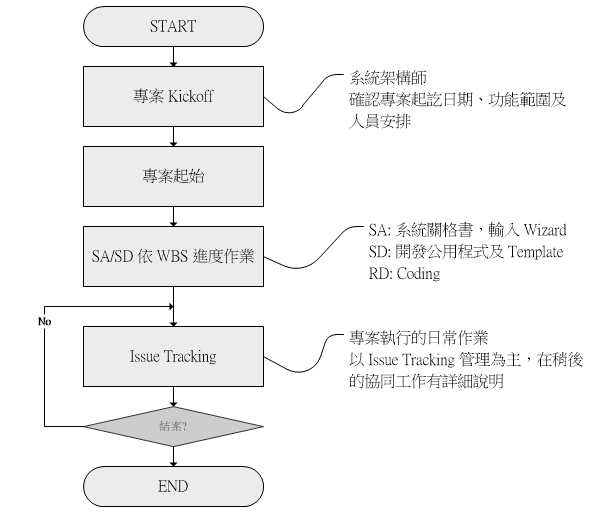 START
專案 Kickoff
系統架構師
確認專案起訖日期、功能範圍及
人員安排
專案起始
SA/SD 依 WBS 進度作業
SA: 系統關格書，輸入 Wizard
SD: 開發公用程式及 Template
RD: Coding
No
Issue Tracking
專案執行的日常作業
以 Issue Tracking 管理為主，在稍後
的協同工作有詳細說明
結案?
END